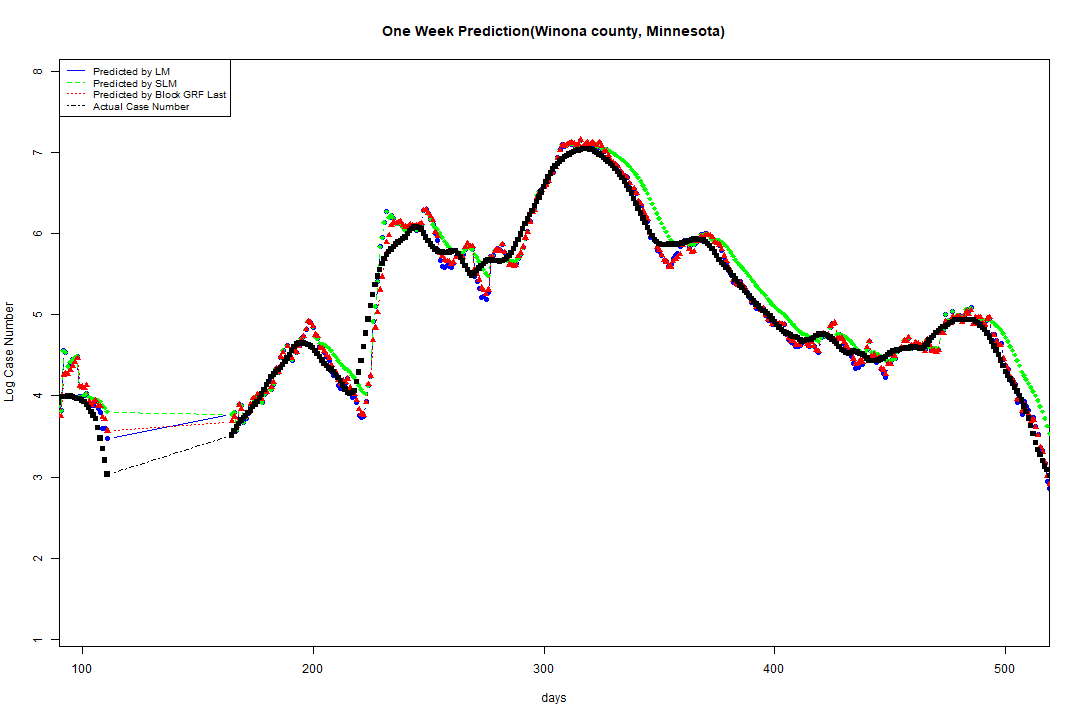 One Week Prediction(Winona county, Minnesota)
Predicted by LM
Predicted by SLM
Predicted by Block GRF Last
Actual Case Number
8
7
6
5
4
3
2
1
Log Case Number
100 200 300 400 500
days